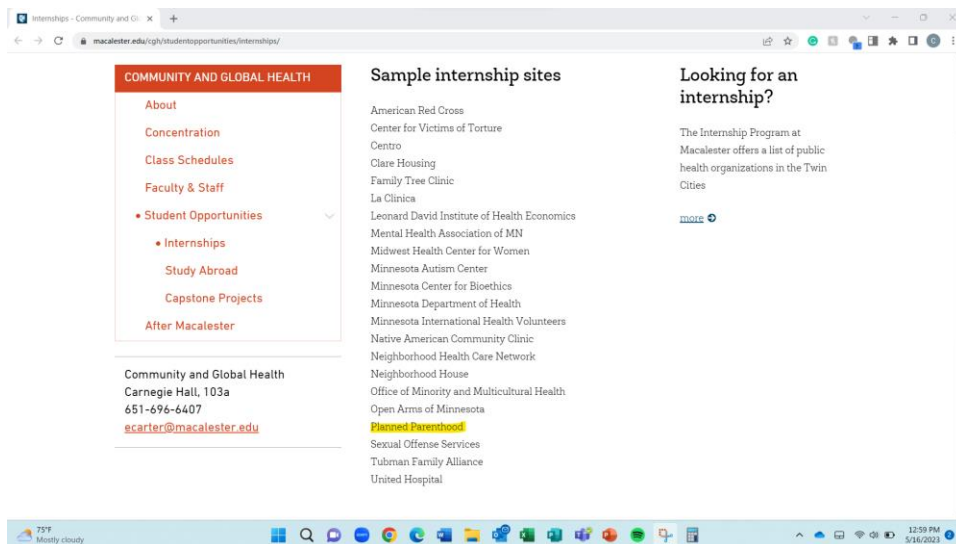 Internships - Community and Gl
macalester.edu/cgh/studentopportunities/internships/
COMMUNITY AND GLOBAL HEALTH
About
Concentration
Class Schedules
Faculty & Staff
Student Opportunities
Internships
Study Abroad
Capstone Projects
After Macalester
Community and Global Health
Carnegie Hall, 103a
651-696-6407
ecarter@macalester.edu
Sample internship sites
American Red Cross
Center for Victims of Torture
Centro
Clare Housing
Family Tree Clinic
La Clinica
Leonard David Institute of Health Economics
Mental Health Association of MN
Midwest Health Center for Women
Minnesota Autism Center
Minnesota Center for Bioethics
Minnesota Department of Health
Minnesota International Health Volunteers
Native American Community Clinic
Neighborhood Health Care Network
Neighborhood House
Office of Minority and Multicultural Health
Open Arms of Minnesota
Planned Parenthood
Sexual Offense Services
Tubman Family Alliance
United Hospital
Looking for an
internship?
The Internship Program at
Macalester offers a list of public
health organizations in the Twin
Cities
more
75°F
Mostly cloudy
12:59 PM
5/16/2023